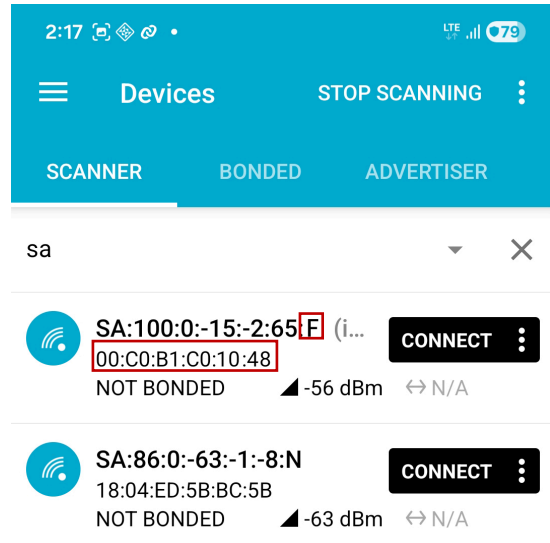 2:17 LTE 79
Devices STOP SCANNING
SCANNER BONDED ADVERTISER
sa
SA:100:0:-15:-2:65:F (i...
CONNECT
00:C0:B1:C0:10:48
NOT BONDED -56 dBm N/A
SA:86:0:-63:-1:-8:N
CONNECT
18:04:ED:5B:BC:5B
NOT BONDED -63 dBm N/A